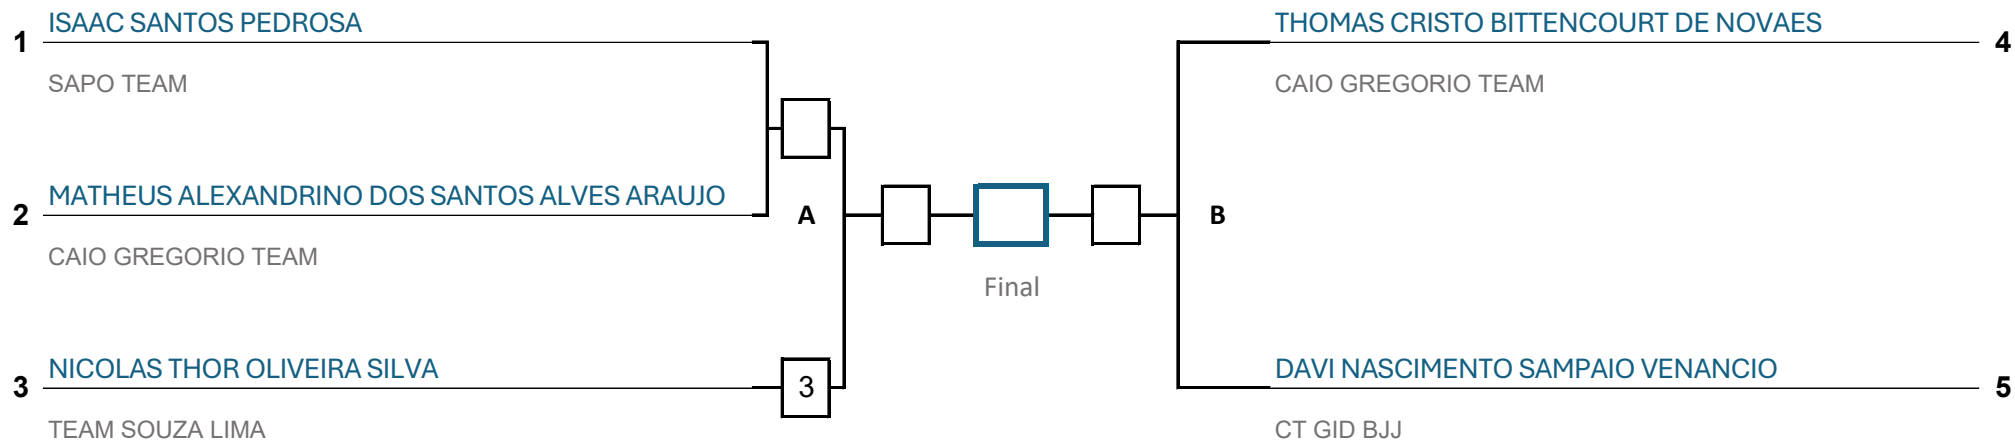 1 ISAAC SANTOS PEDROSA
SAPO TEAM
2 MATHEUS ALEXANDRINO DOS SANTOS ALVES ARAUJO
CAIO GREGORIO TEAM
3 NICOLAS THOR OLIVEIRA SILVA
3
TEAM SOUZA LIMA
A
Final
B
THOMAS CRISTO BITTENCOURT DE NOVAES 4
CAIO GREGORIO TEAM
DAVI NASCIMENTO SAMPAIO VENANCIO 5
CT GID BJJ